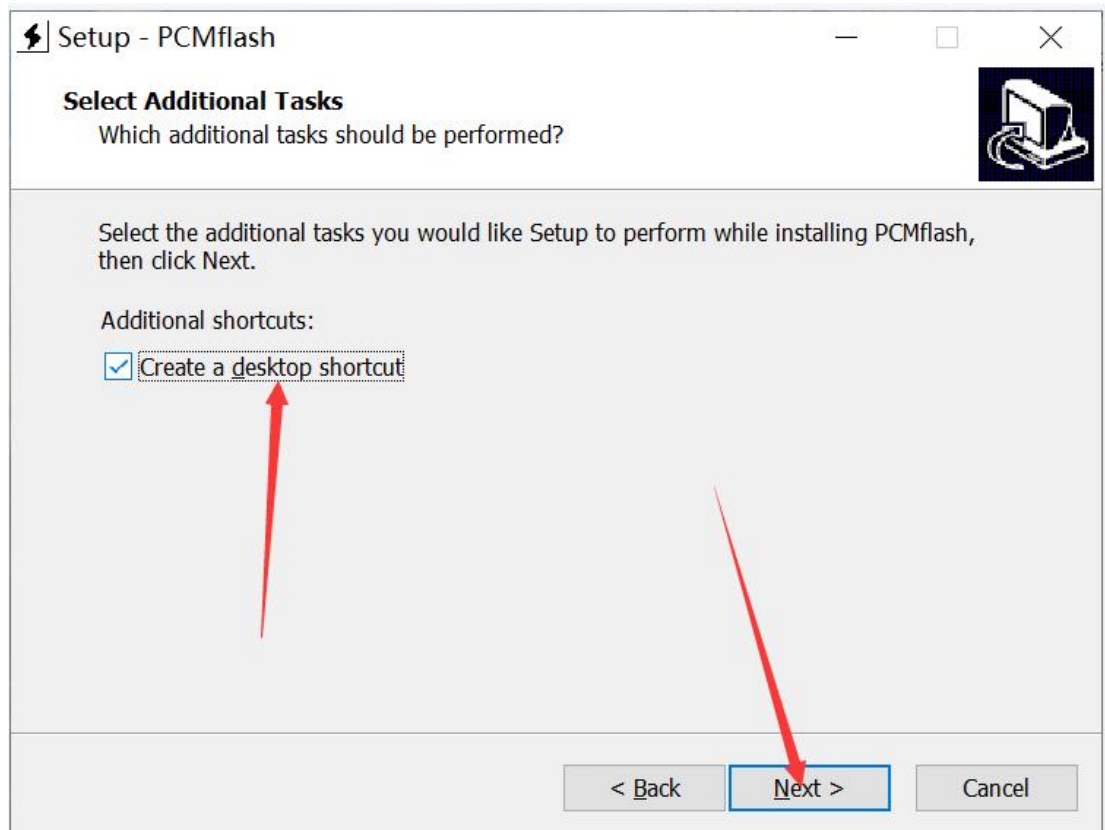 Setup - PCMflash
Select Additional Tasks
Which additional tasks should be performed?
Select the additional tasks you would like Setup to perform while installing PCMflash,
then click Next.
Additional shortcuts:
Create a desktop shortcut
< Back
Next >
Cancel